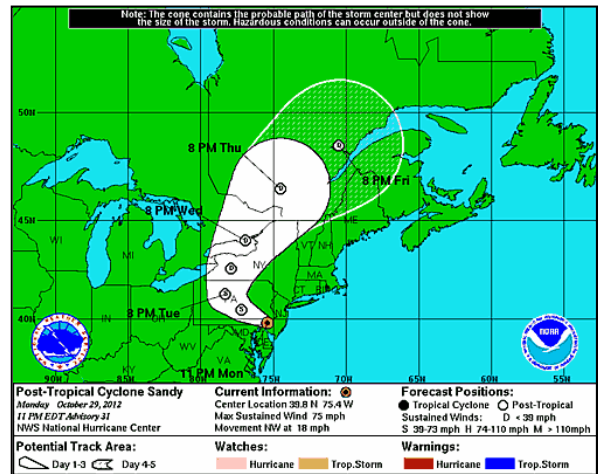 Note: The cone contains the probable path of the storm center but does not show
the size of the storm. Hazardous conditions can occur outside of the cone.
50N
8 PM Thu
8 PM Fri
8 PM Wed
45N
ME
WI
MI
VT
NH
NY
MA
CT
RI
8 PM Tue
PA
NJ
40N
IN
OH
MD
DE
WV
VA
KY
11 PM Mon
90W
85W
80W
75W
70W
65W
60W
55W
NOAA
Post-Tropical Cyclone Sandy
Monday October 29, 2012
11 PM EDT Advisory 31
NWS National Hurricane Center
Current Information:
Center Location 39.8 N 75.4 W
Max Sustained Wind 75 mph
Movement NW at 18 mph
Forecast Positions:
Tropical Cyclone Post-Tropical
Sustained Winds: D < 39 mph
S 39-73 mph H 74-110 mph M > 110mph
Potential Track Area:
Day 1-3 Day 4-5
Watches:
Hurricane Trop.Storm
Warnings:
Hurricane Trop.Storm